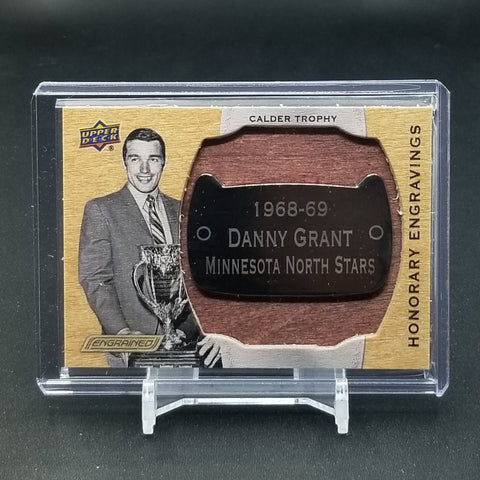 UPPER
DECK
®
CALDER TROPHY
1968-69
DANNY GRANT
MINNESOTA NORTH STARS
ENGRAINED
HONORARY ENGRAVINGS